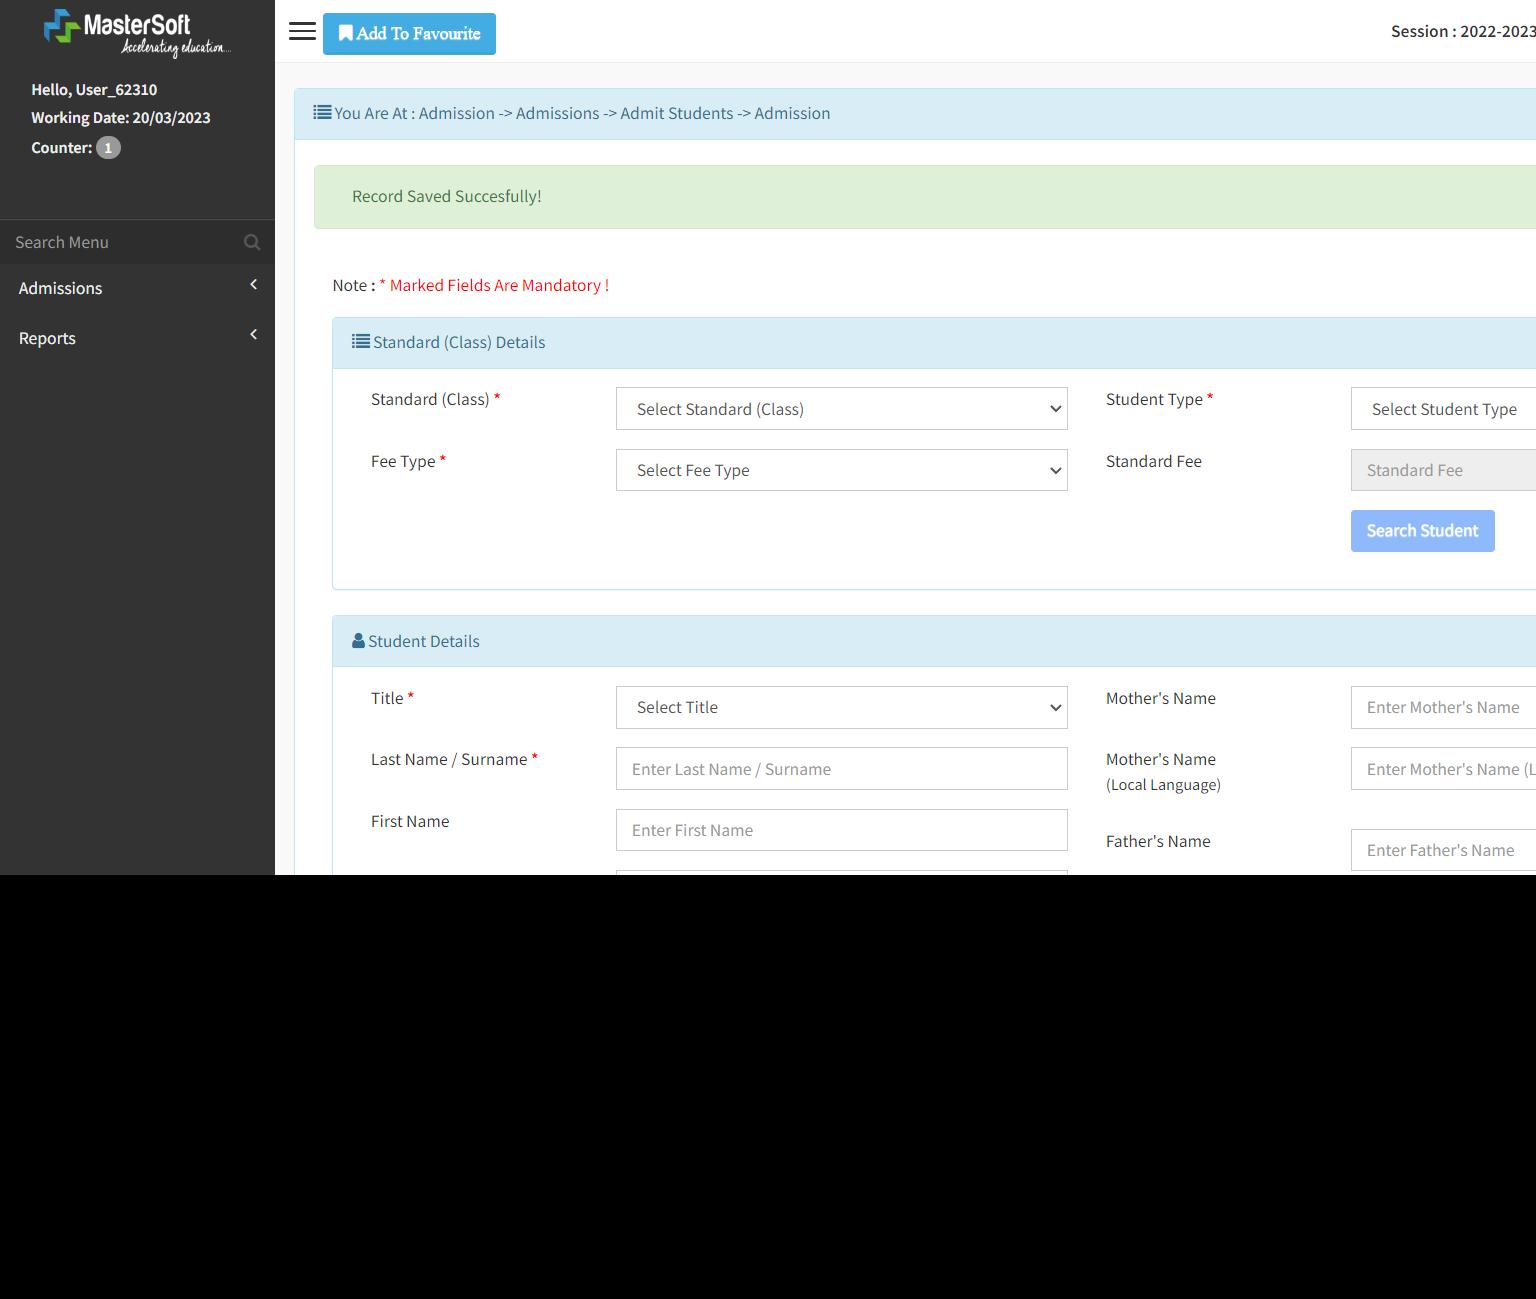 MasterSoft
Accelerating education....
Hello, User_62310
Working Date: 20/03/2023
Counter: 1
Search Menu
Admissions
Reports
Add To Favourite
Session : 2022-2023
You Are At : Admission -> Admissions -> Admit Students -> Admission
Record Saved Succesfully!
Note : * Marked Fields Are Mandatory !
Standard (Class) Details
Standard (Class) *
Select Standard (Class)
Student Type *
Select Student Type
Fee Type *
Select Fee Type
Standard Fee
Standard Fee
Search Student
Student Details
Title *
Select Title
Mother's Name
Enter Mother's Name
Last Name / Surname *
Enter Last Name / Surname
Mother's Name
(Local Language)
Enter Mother's Name (L
First Name
Enter First Name
Father's Name
Enter Father's Name